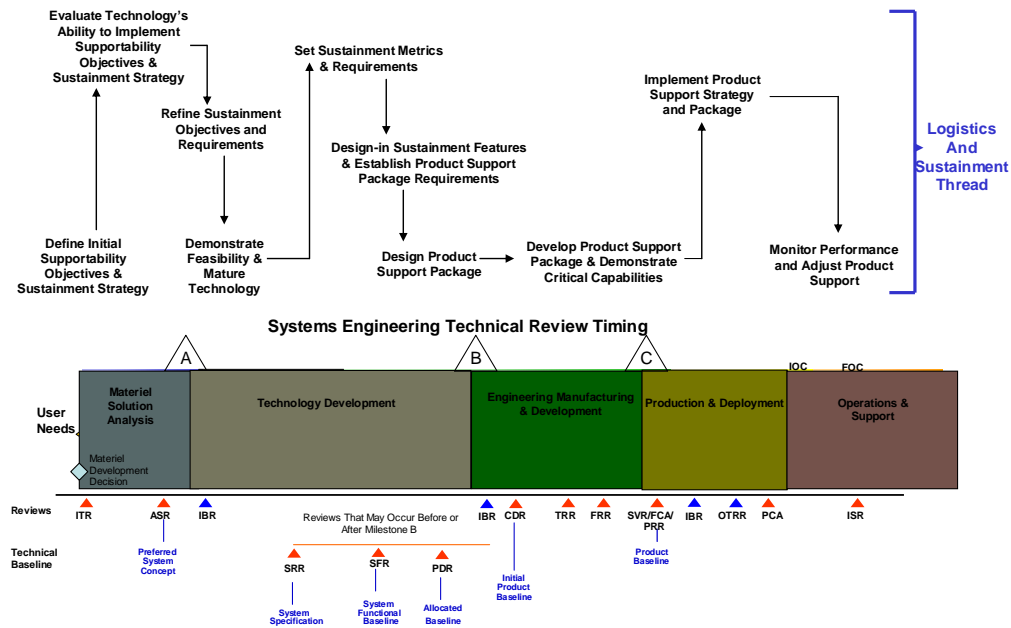 Evaluate Technology's
Ability to Implement
Supportability
Objectives &
Sustainment Strategy
Refine Sustainment
Objectives and
Requirements
Define Initial
Supportability
Objectives &
Sustainment Strategy
Demonstrate
Feasibility &
Mature
Technology
Set Sustainment Metrics
& Requirements
Design-in Sustainment Features
& Establish Product Support
Package Requirements
Design Product
Support Package
Develop Product Support
Package & Demonstrate
Critical Capabilities
Implement Product
Support Strategy
and Package
Monitor Performance
and Adjust Product
Support
Logistics
And
Sustainment
Thread
Systems Engineering Technical Review Timing
A
B
C
IOC
FOC
User
Needs
Materiel
Solution
Analysis
Materiel
Development
Decision
Technology Development
Engineering Manufacturing
& Development
Production & Deployment
Operations &
Support
Reviews
ITR
ASR
IBR
Reviews That May Occur Before or
After Milestone B
IBR
CDR
TRR
FRR
SVR/FCA/
PRR
IBR
OTRR
PCA
ISR
Technical
Baseline
Preferred
System
Concept
SRR
SFR
PDR
System
Specification
System
Functional
Baseline
Allocated
Baseline
Initial
Product
Baseline
Product
Baseline